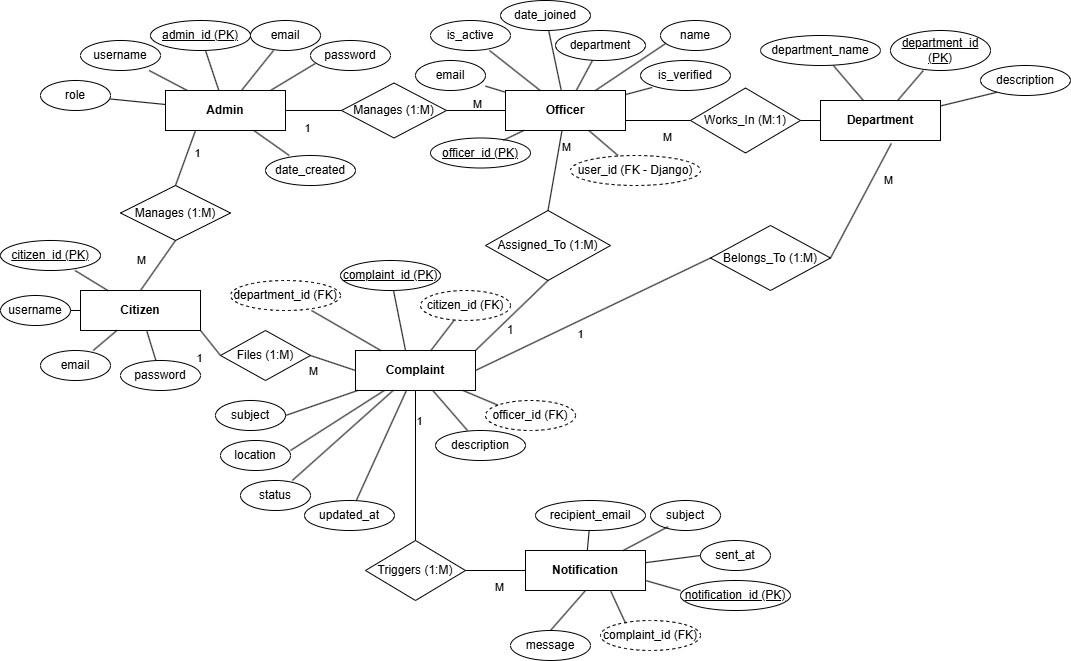 date_joined
admin_id (PK)
email
is_active
department
name
username
password
department_name
department_id
(PK)
email
is_verified
description
role
Admin
Manages (1:M)
M
Officer
Works_In (M:1)
Department
1
M
officer_id (PK)
M
user_id (FK - Django)
1
date_created
M
Manages (1:M)
Assigned_To (1:M)
citizen_id (PK)
M
Belongs_To (1:M)
complaint_id (PK)
department_id (FK)
citizen_id (FK)
username
Citizen
1
1
email
password
1
Files (1:M)
M
Complaint
subject
1
officer_id (FK)
location
description
status
updated_at
recipient_email
subject
sent_at
Triggers (1:M)
M
Notification
notification_id (PK)
message
complaint_id (FK)